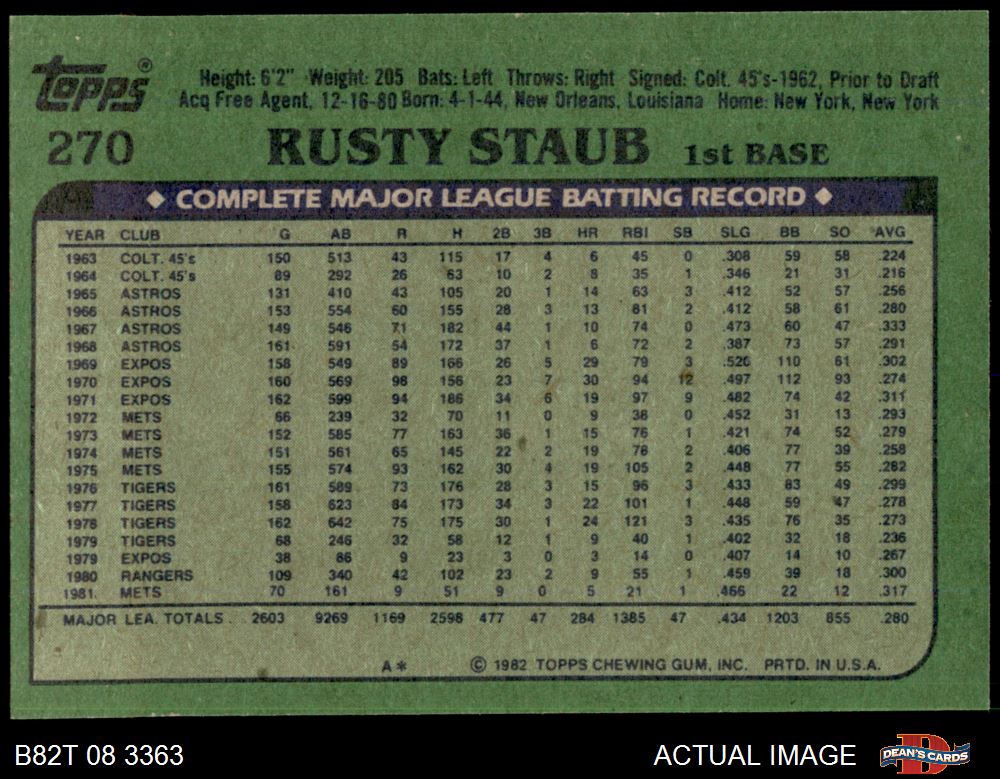 Topps®
Height: 6'2" Weight: 205 Bats: Left Throws: Right Signed: Colt. 45's-1962, Prior to Draft
Acq Free Agent, 12-16-80 Born: 4-1-44, New Orleans, Louisiana Home: New York, New York
270 RUSTY STAUB 1st BASE
◆ COMPLETE MAJOR LEAGUE BATTING RECORD ◆
YEAR CLUB G AB R H 2B 3B HR RBI SB SLG BB SO AVG
1963 COLT. 45's 150 513 43 115 17 4 6 45 0 .308 59 58 .224
1964 COLT. 45's 89 292 26 63 10 2 8 35 1 .346 21 31 .216
1965 ASTROS 131 410 43 105 20 1 14 63 3 .412 52 57 .256
1966 ASTROS 153 554 60 155 28 3 13 81 2 .412 58 61 .280
1967 ASTROS 149 546 71 182 44 1 10 74 0 .473 60 47 .333
1968 ASTROS 161 591 54 172 37 1 6 72 2 .387 73 57 .291
1969 EXPOS 158 549 89 166 26 5 29 79 3 .526 110 61 .302
1970 EXPOS 160 569 98 156 23 7 30 94 12 .497 112 93 .274
1971 EXPOS 162 599 94 186 34 6 19 97 9 .482 74 42 .311
1972 METS 66 239 32 70 11 0 9 38 0 .452 31 13 .293
1973 METS 152 585 77 163 36 1 15 76 1 .421 74 52 .279
1974 METS 151 561 65 145 22 2 19 78 2 .406 77 39 .258
1975 METS 155 574 93 162 30 4 19 105 2 .448 77 55 .282
1976 TIGERS 161 589 73 176 28 3 15 96 3 .433 83 49 .299
1977 TIGERS 158 623 84 173 34 3 22 101 1 .448 59 47 .278
1978 TIGERS 162 642 75 175 30 1 24 121 3 .435 76 35 .273
1979 TIGERS 68 246 32 58 12 1 9 40 1 .402 32 18 .236
1979 EXPOS 38 86 9 23 3 0 3 14 0 .407 14 10 .267
1980 RANGERS 109 340 42 102 23 2 9 55 1 .459 39 18 .300
1981. METS 70 161 9 51 9 0 5 21 1 .466 22 12 .317
MAJOR LEA. TOTALS . 2603 9269 1169 2598 477 47 284 1385 47 .434 1203 855 .280
A* © 1982 TOPPS CHEWING GUM, INC. PRTD. IN U.S.A.
B82T 08 3363 ACTUAL IMAGE DEAN'S CARDS